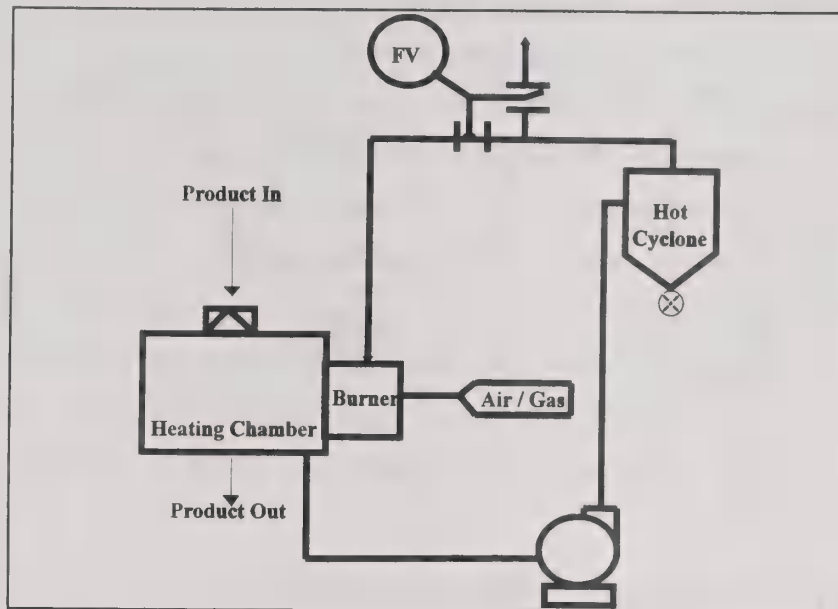 FV
Product In
Hot
Cyclone
Burner
Air / Gas
Heating Chamber
Product Out